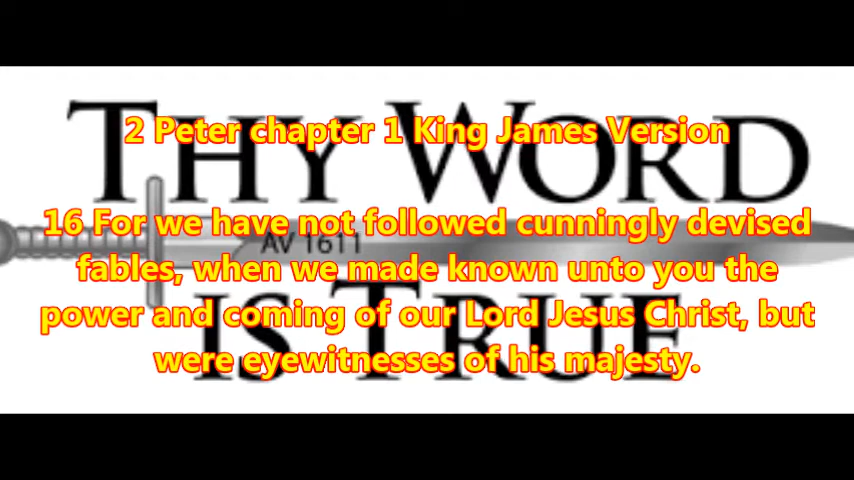 THY WORD
2 Peter chapter 1 King James Version
16 For we have not followed cunningly devised
AV 1611
fables, when we made known unto you the
power and coming of our Lord Jesus Christ, but
IS TRUE
were eyewitnesses of his majesty.